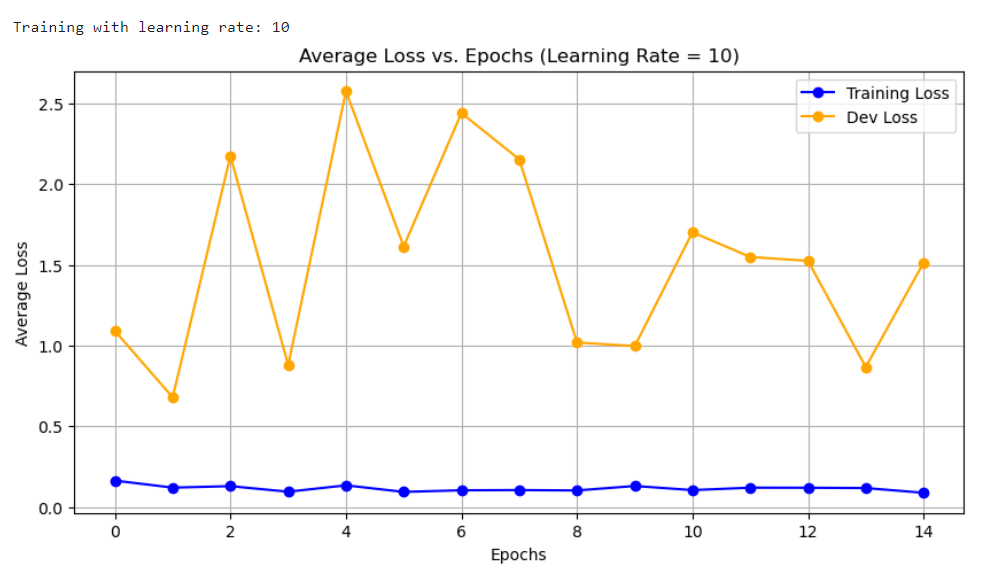 Training with learning rate: 10
Average Loss vs. Epochs (Learning Rate = 10)
Training Loss
Dev Loss
2.5
2.0
1.5
1.0
0.5
0.0
Average Loss
0 2 4 6 8 10 12 14
Epochs